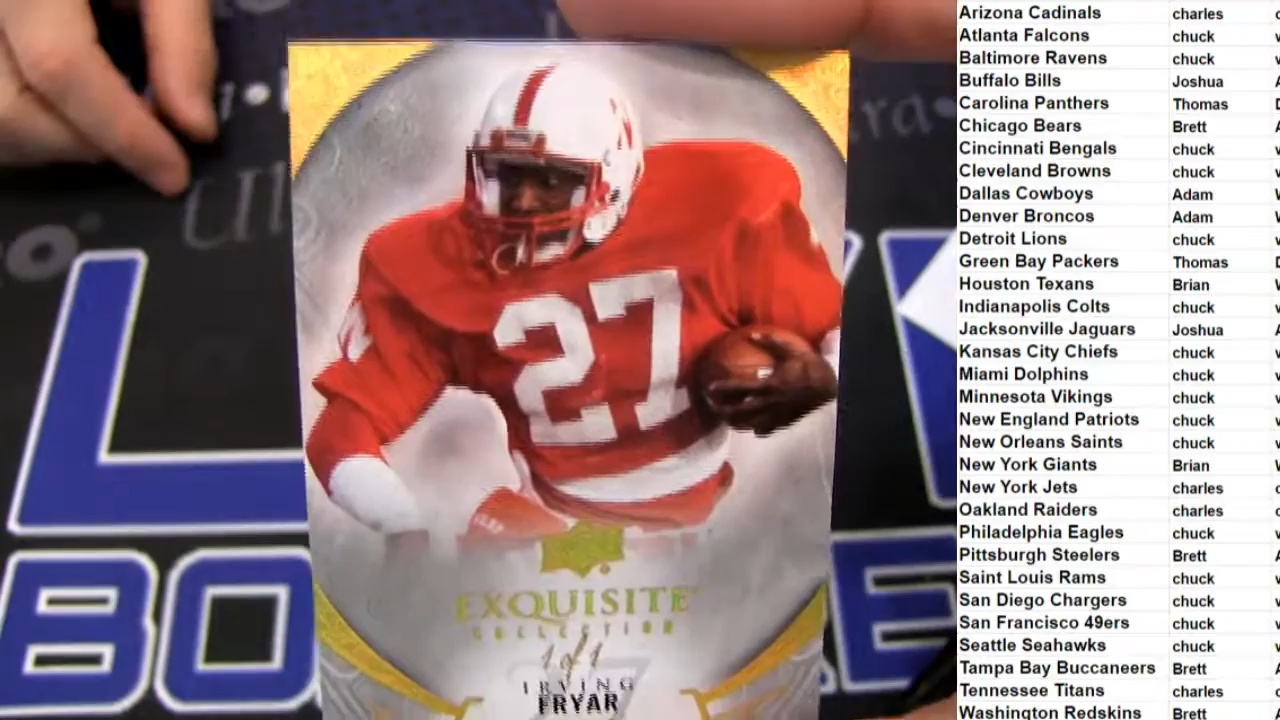 27
EXQUISITE
COLLECTION
1 of 1
IRVING
FRYAR
BO
Arizona Cadinals charles
Atlanta Falcons chuck
Baltimore Ravens chuck
Buffalo Bills Joshua
Carolina Panthers Thomas
Chicago Bears Brett
Cincinnati Bengals chuck
Cleveland Browns chuck
Dallas Cowboys Adam
Denver Broncos Adam
Detroit Lions chuck
Green Bay Packers Thomas
Houston Texans Brian
Indianapolis Colts chuck
Jacksonville Jaguars Joshua
Kansas City Chiefs chuck
Miami Dolphins chuck
Minnesota Vikings chuck
New England Patriots chuck
New Orleans Saints chuck
New York Giants Brian
New York Jets charles
Oakland Raiders charles
Philadelphia Eagles chuck
Pittsburgh Steelers Brett
Saint Louis Rams chuck
San Diego Chargers chuck
San Francisco 49ers chuck
Seattle Seahawks chuck
Tampa Bay Buccaneers Brett
Tennessee Titans charles
Washington Redskins Brett